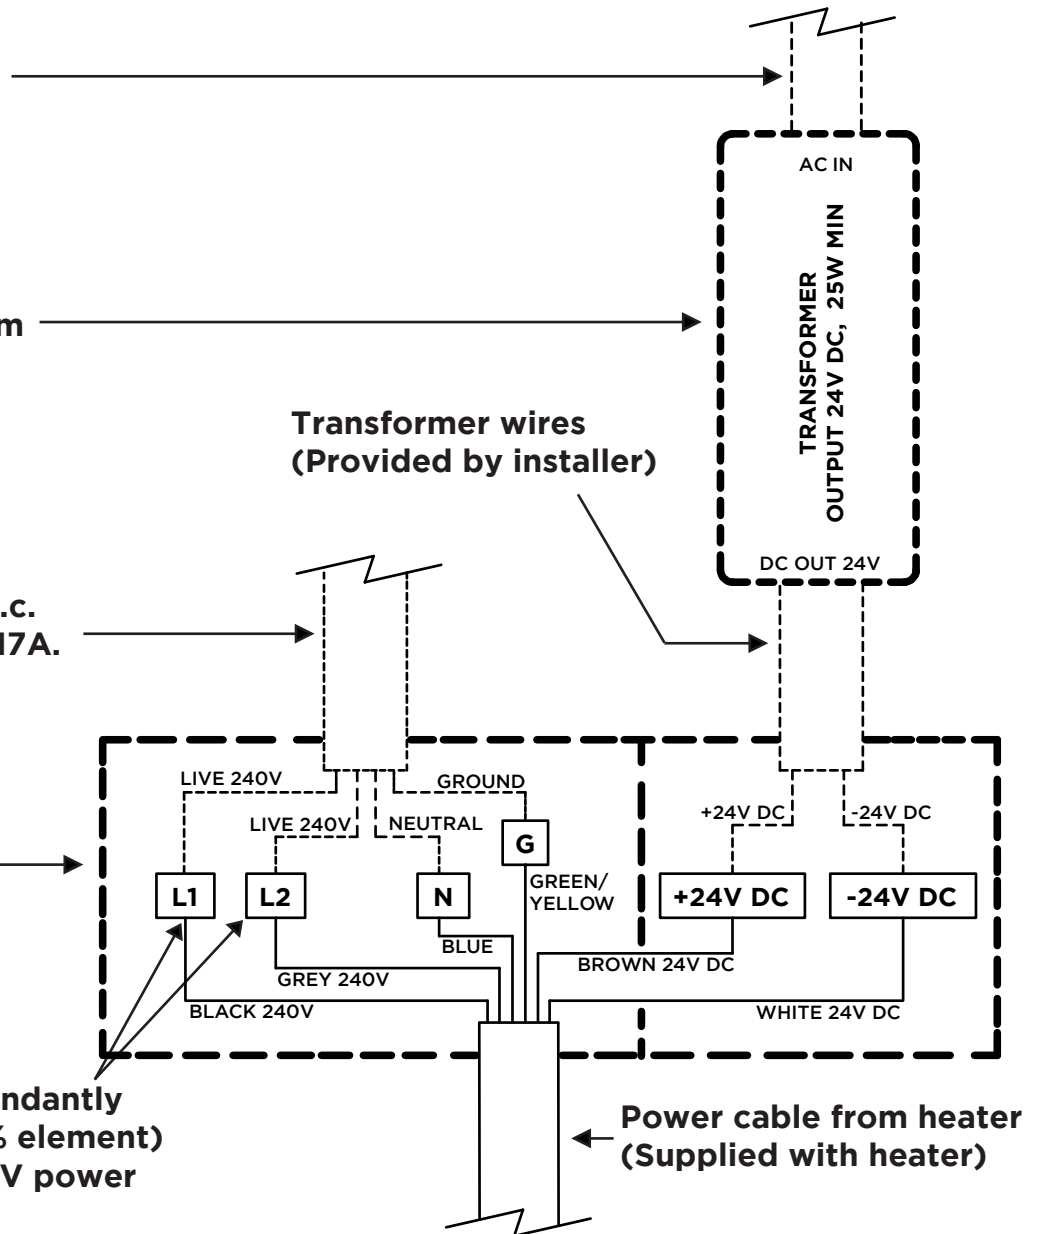 AC IN
TRANSFORMER
OUTPUT 24V DC, 25W MIN
m
Transformer wires
(Provided by installer)
DC OUT 24V
.c.
17A.
LIVE 240V
GROUND
LIVE 240V
NEUTRAL
+24V DC
-24V DC
G
L1
L2
N
GREEN/
YELLOW
+24V DC
-24V DC
BLUE
BROWN 24V DC
GREY 240V
BLACK 240V
WHITE 24V DC
ndantly
% element)
V power
Power cable from heater
(Supplied with heater)